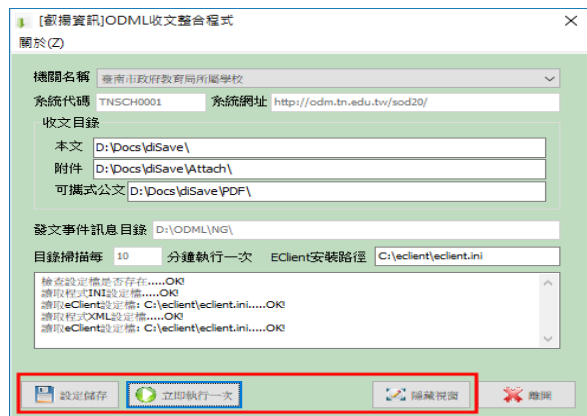 [叡揚資訊]ODML收文整合程式
關於(Z)
機關名稱 臺南市政府教育局所屬學校
系統代碼 TNSCH0001 系統網址 http://odm.tn.edu.tw/sod20/
收文目錄
本文 D:\Docs\diSave\
附件 D:\Docs\diSave\Attach\
可攜式公文 D:\Docs\diSave\PDF\
發文事件訊息目錄 D:\ODML\NG\
目錄掃描每 10 分鐘執行一次 EClient安裝路徑 C:\eclient\eclient.ini
檢查設定檔是否存在.....OK!
讀取程式INI設定檔.....OK!
讀取eClient設定檔: C:\eclient\eclient.ini.....OK!
讀取程式XML設定檔.....OK!
讀取eClient設定檔: C:\eclient\eclient.ini.....OK!
設定儲存 立即執行一次 隱藏視窗 離開